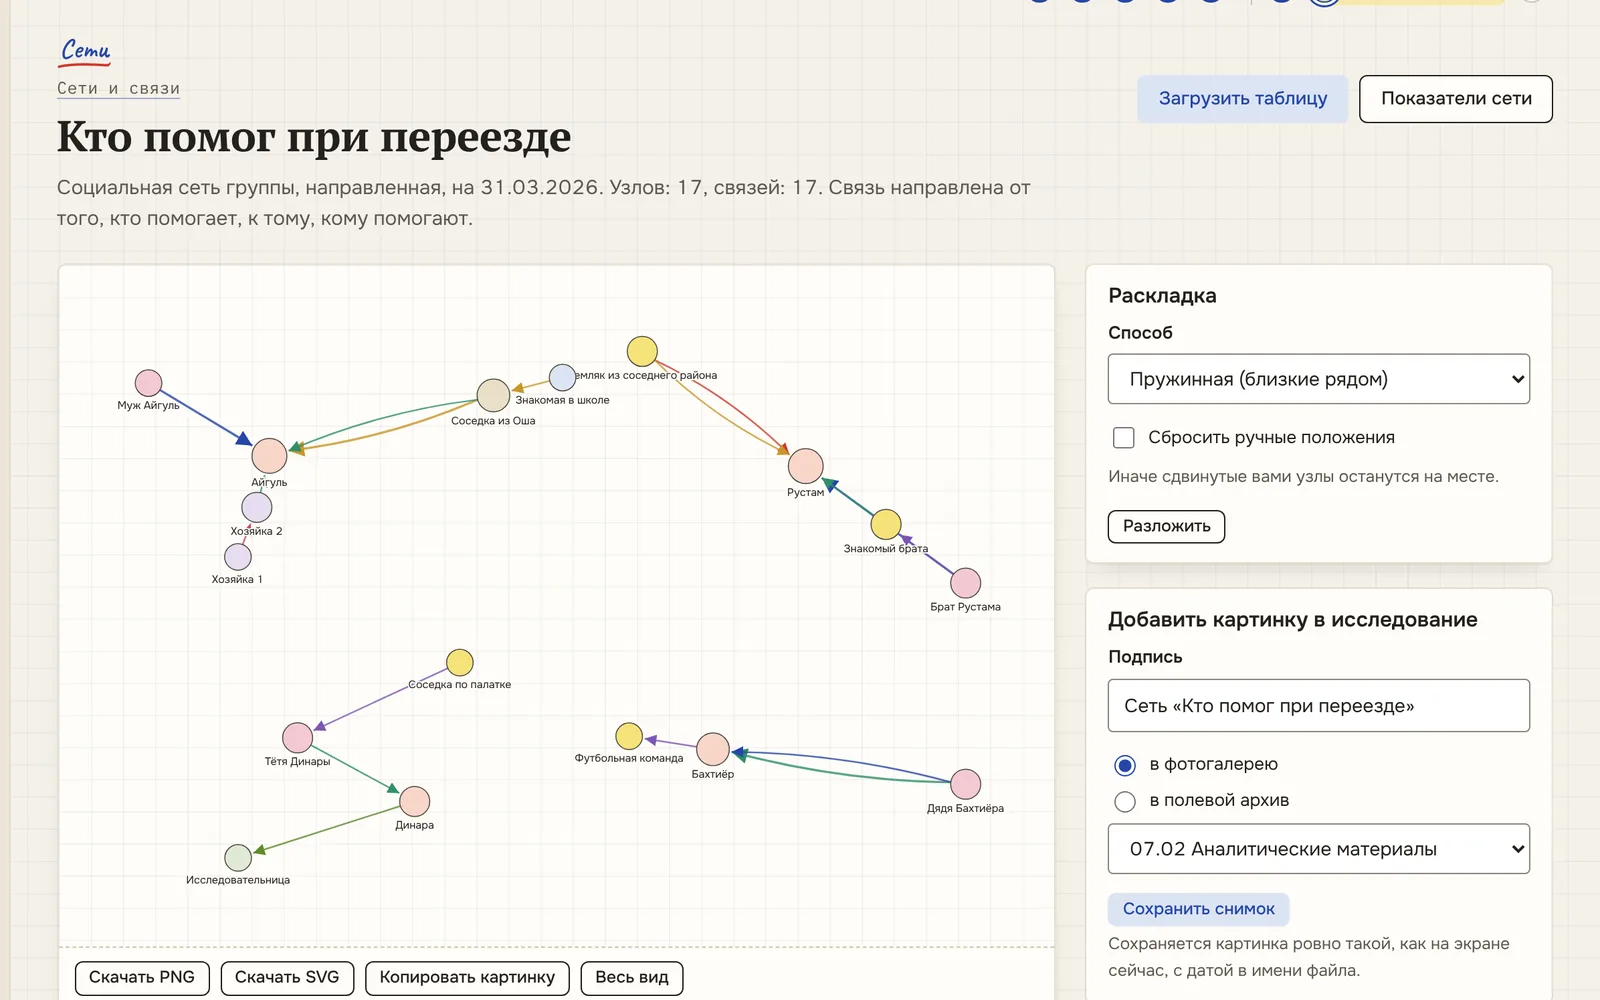 Сети
Сети и связи
Загрузить таблицу
Показатели сети
Кто помог при переезде
Социальная сеть группы, направленная, на 31.03.2026. Узлов: 17, связей: 17. Связь направлена от
того, кто помогает, к тому, кому помогают.
Муж Айгуль
Айгуль
Хозяйка 2
Хозяйка 1
Соседка из Оша
Знакомая в школе
емляк из соседнего района
Рустам
Знакомый брата
Брат Рустама
Соседка по палатке
Тётя Динары
Динара
Исследовательница
Футбольная команда
Бахтиёр
Дядя Бахтиёра
Скачать PNG
Скачать SVG
Копировать картинку
Весь вид
Раскладка
Способ
Пружинная (близкие рядом)
Сбросить ручные положения
Иначе сдвинутые вами узлы останутся на месте.
Разложить
Добавить картинку в исследование
Подпись
Сеть «Кто помог при переезде»
в фотогалерею
в полевой архив
07.02 Аналитические материалы
Сохранить снимок
Сохраняется картинка ровно такой, как на экране
сейчас, с датой в имени файла.